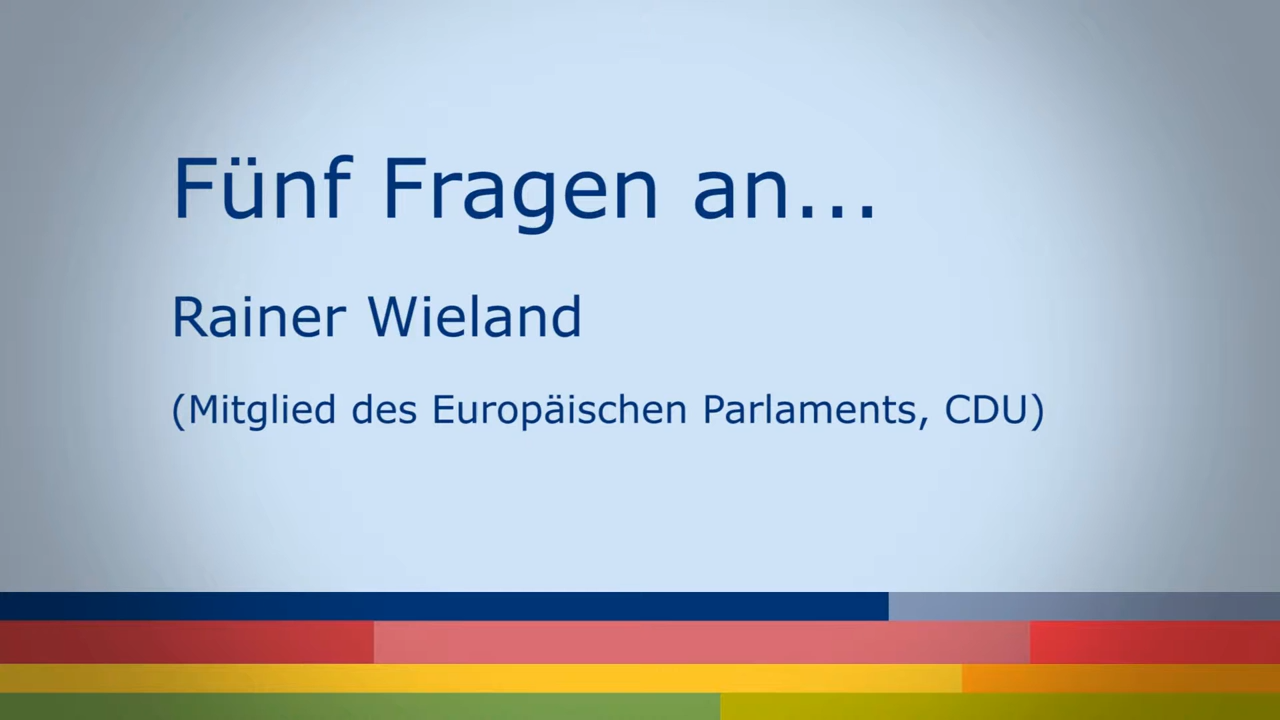 Fünf Fragen an...
Rainer Wieland
(Mitglied des Europäischen Parlaments, CDU)